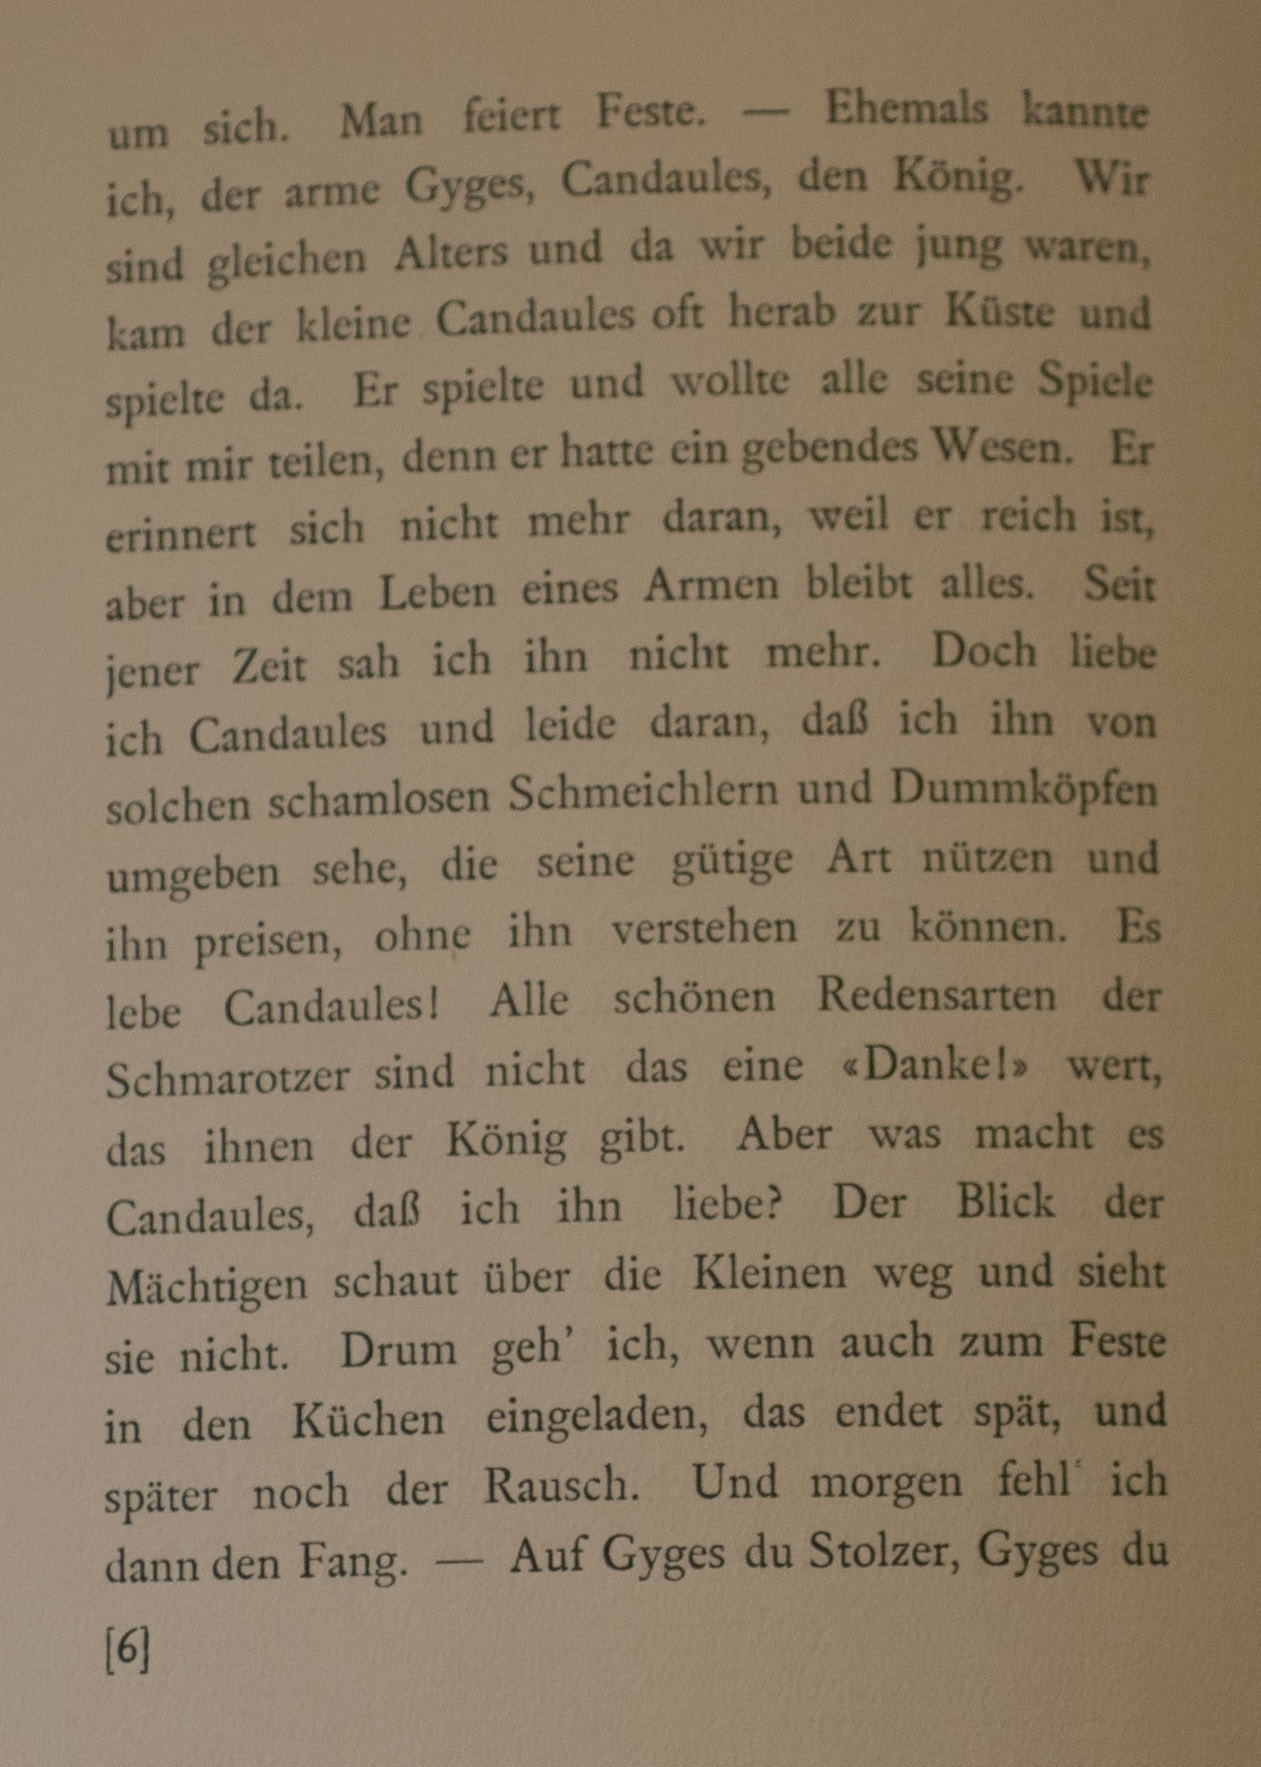 um sich. Man feiert Feste. — Ehemals kannte
ich, der arme Gyges, Candaules, den König. Wir
sind gleichen Alters und da wir beide jung waren,
kam der kleine Candaules oft herab zur Küste und
spielte da. Er spielte und wollte alle seine Spiele
mit mir teilen, denn er hatte ein gebendes Wesen. Er
erinnert sich nicht mehr daran, weil er reich ist,
aber in dem Leben eines Armen bleibt alles. Seit
jener Zeit sah ich ihn nicht mehr. Doch liebe
ich Candaules und leide daran, daß ich ihn von
solchen schamlosen Schmeichlern und Dummköpfen
umgeben sehe, die seine gütige Art nützen und
ihn preisen, ohne ihn verstehen zu können. Es
lebe Candaules! Alle schönen Redensarten der
Schmarotzer sind nicht das eine «Danke!» wert,
das ihnen der König gibt. Aber was macht es
Candaules, daß ich ihn liebe? Der Blick der
Mächtigen schaut über die Kleinen weg und sieht
sie nicht. Drum geh’ ich, wenn auch zum Feste
in den Küchen eingeladen, das endet spät, und
später noch der Rausch. Und morgen fehl‘ ich
dann den Fang. — Auf Gyges du Stolzer, Gyges du
[6]